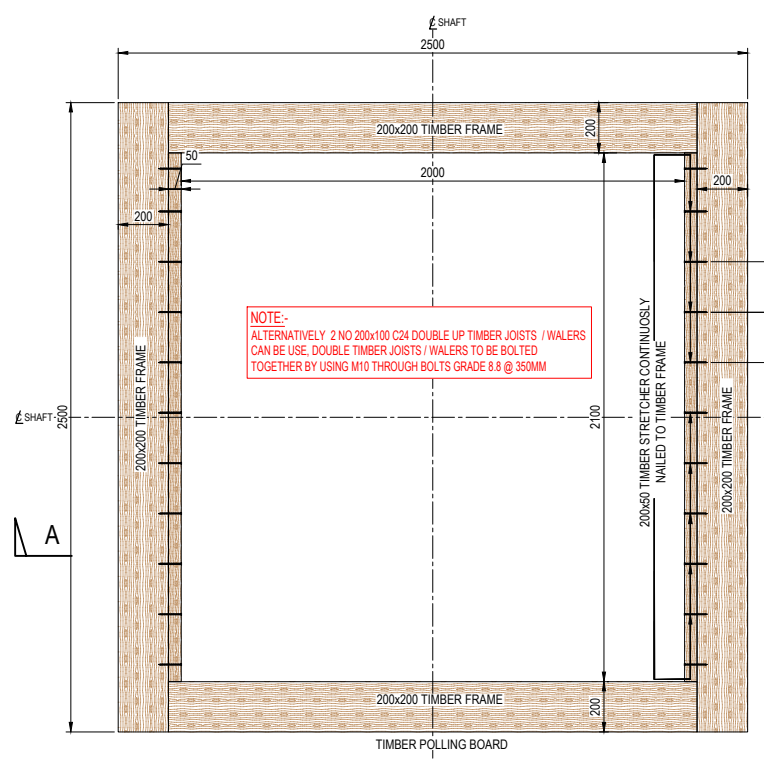 ℄ SHAFT
2500
200x200 TIMBER FRAME
200
50
2000
200
200
NOTE:-
ALTERNATIVELY 2 NO 200x100 C24 DOUBLE UP TIMBER JOISTS / WALERS
CAN BE USE, DOUBLE TIMBER JOISTS / WALERS TO BE BOLTED
TOGETHER BY USING M10 THROUGH BOLTS GRADE 8.8 @ 350MM
℄ SHAFT
2500
200x200 TIMBER FRAME
2100
200x50 TIMBER STRETCHER CONTINUOSLY
NAILED TO TIMBER FRAME
200x200 TIMBER FRAME
A
200x200 TIMBER FRAME
200
TIMBER POLLING BOARD